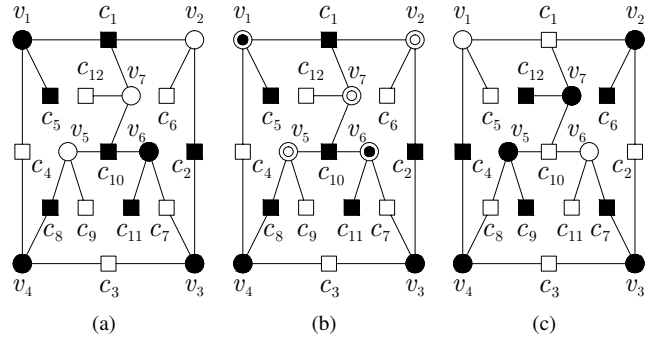 v1 c1 v2 v1 c1 v2 v1 c1 v2
c12 v7 c12 v7 c12 v7
c5 c6 c5 c6 c5 c6
v5 v6 v5 v6 v5 v6
c4 c10 c2 c4 c10 c2 c4 c10 c2
c8 c9 c11 c7 c8 c9 c11 c7 c8 c9 c11 c7
v4 c3 v3 v4 c3 v3 v4 c3 v3
(a) (b) (c)